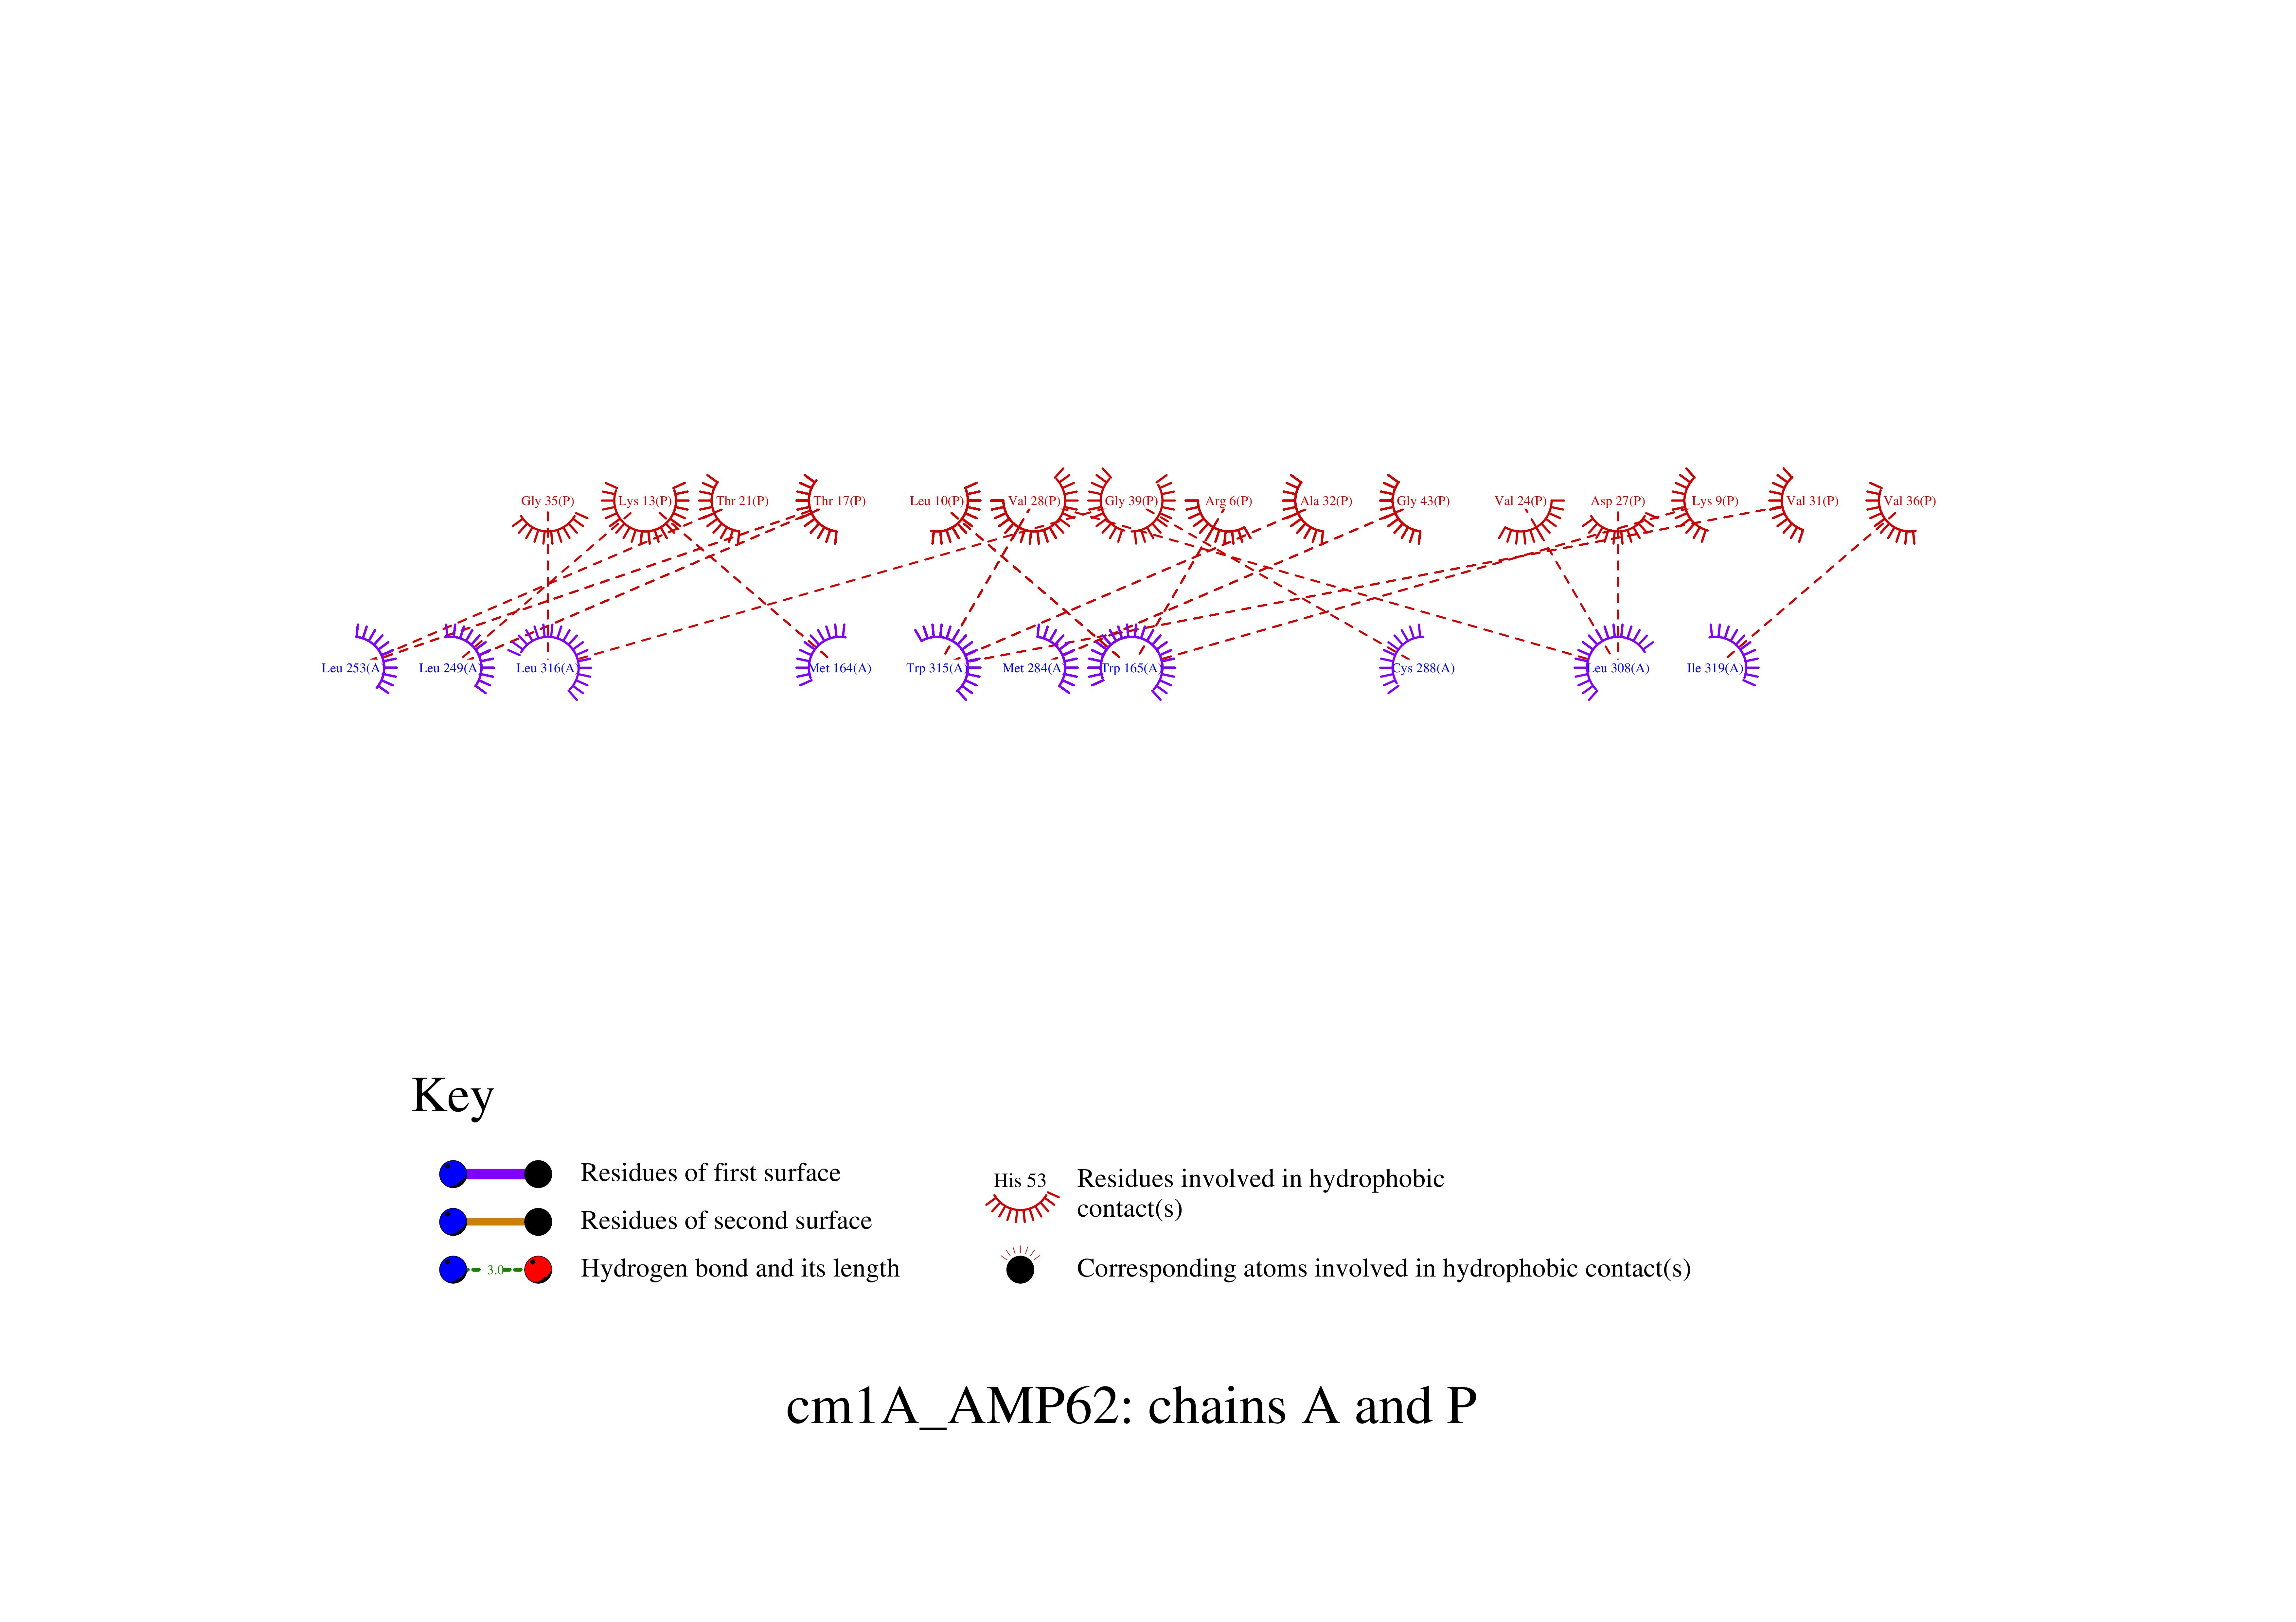 Gly 35(P) Lys 13(P) Thr 21(P) Thr 17(P) Leu 10(P) Val 28(P) Gly 39(P) Arg 6(P) Ala 32(P) Gly 43(P) Val 24(P) Asp 27(P) Lys 9(P) Val 31(P) Val 36(P)
Leu 253(A) Leu 249(A) Leu 316(A) Met 164(A) Trp 315(A) Met 284(A Trp 165(A) Cys 288(A) Leu 308(A) Ile 319(A)
Key
Residues of first surface
Residues of second surface
3.0 Hydrogen bond and its length
His 53 Residues involved in hydrophobic
contact(s)
Corresponding atoms involved in hydrophobic contact(s)
cm1A_AMP62: chains A and P